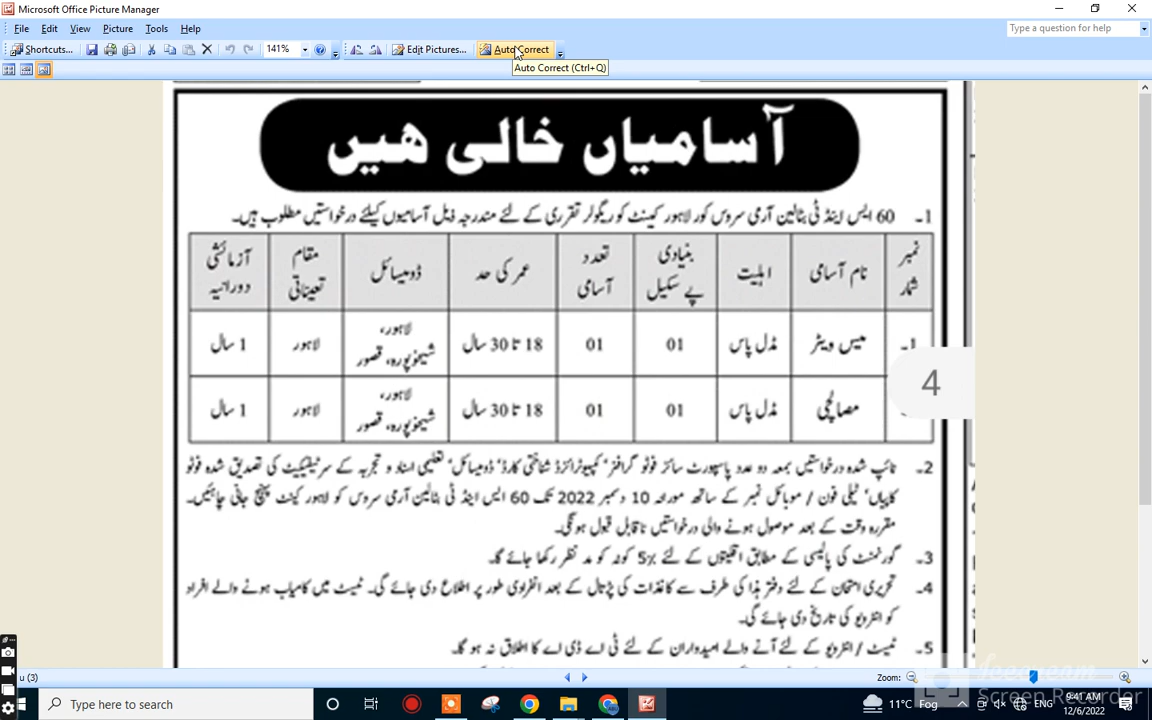 Microsoft Office Picture Manager
File Edit View Picture Tools Help
Type a question for help
Shortcuts... 141% Edit Pictures... Auto Correct
Auto Correct (Ctrl+Q)
آسامیاں خالی ھیں
1۔ 60 ایس اینڈ ٹی بٹالین آرمی سروس کور لاہور کینٹ کو ریگولر تقرری کے لئے مندرجہ ذیل آسامیوں کیلئے درخواستیں مطلوب ہیں۔
نمبر شمار نام آسامی اہلیت بنیادی پے سکیل تعدد آسامی عمر کی حد ڈومیسائل مقام تعیناتی آزمائشی دورانیہ
1۔ میس ویٹر مڈل پاس 01 01 18 تا 30 سال لاہور، شیخوپورہ، قصور لاہور 1 سال
مصالچی مڈل پاس 01 01 18 تا 30 سال لاہور، شیخوپورہ، قصور لاہور 1 سال
4
2۔ ٹائپ شدہ درخواستیں بمعہ دو عدد پاسپورٹ سائز فوٹو گرافز' کمپیوٹرائزڈ شناختی کارڈ' ڈومیسائل' تعلیمی اسناد و تجربہ کے سرٹیفیکیٹ کی تصدیق شدہ فوٹو
کاپیاں' ٹیلی فون / موبائل نمبر کے ساتھ مورخہ 10 دسمبر 2022 تک 60 ایس اینڈ ٹی بٹالین آرمی سروس کو لاہور کینٹ پہنچ جانی چاہئیں۔
مقررہ وقت کے بعد موصول ہونے والی درخواستیں ناقابل قبول ہونگی۔
3۔ گورنمنٹ کی پالیسی کے مطابق اقلیتوں کے لئے 5% کوٹہ کو مد نظر رکھا جائے گا۔
4۔ تحریری امتحان کے لئے دفتر ہذا کی طرف سے کاغذات کی پڑتال کے بعد انفرادی طور پر اطلاع دی جائے گی۔ ٹیسٹ میں کامیاب ہونے والے افراد
کو انٹرویو کی تاریخ دی جائے گی۔
5۔ ٹیسٹ / انٹرویو کے لئے آنے والے امیدواران کے لئے ٹی اے ڈی اے کا اطلاق نہ ہو گا۔
u (3) Zoom:
Screen Recorder
Type here to search
11°C Fog ENG 9:41 AM
12/6/2022